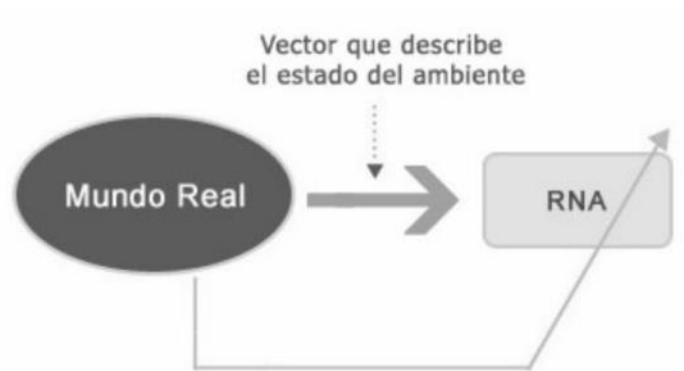 Vector que describe
el estado del ambiente
Mundo Real
RNA